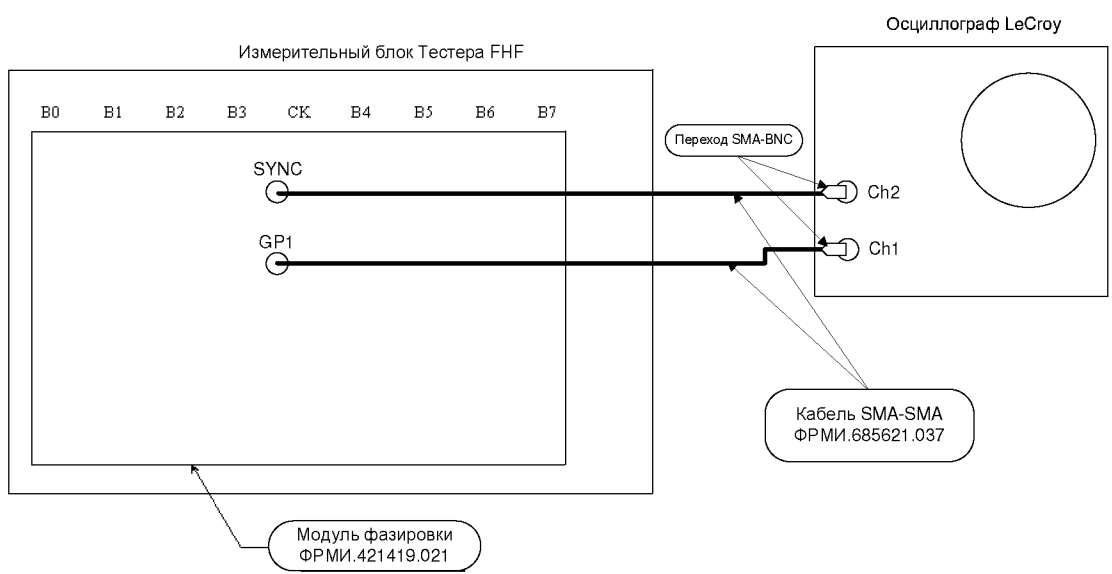 Осциллограф LeCroy
Измерительный блок Тестера FHF
B0 B1 B2 B3 CK B4 B5 B6 B7
Переход SMA-BNC
SYNC
Ch2
GP1
Ch1
Кабель SMA-SMA
ФРМИ.685621.037
Модуль фазировки
ФРМИ.421419.021